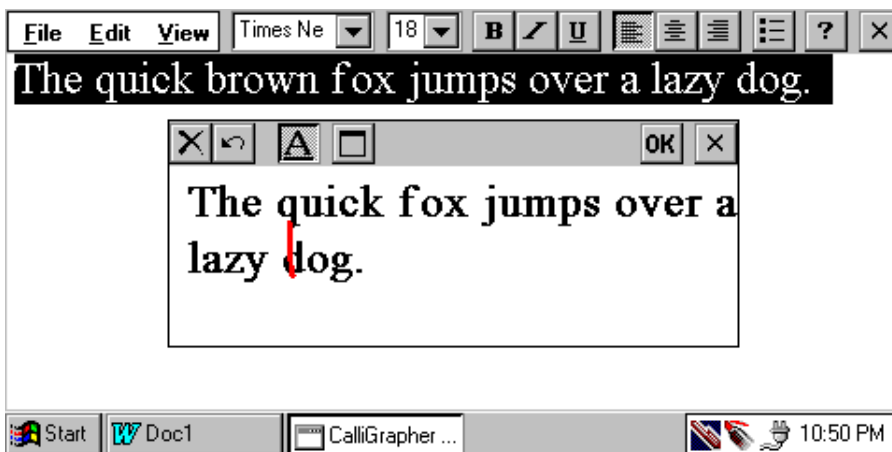 File Edit View Times Ne 18 B I U ? ×
The quick brown fox jumps over a lazy dog.
A OK ×
The quick fox jumps over a
lazy dog.
Start Doc1 CalliGrapher ... 10:50 PM